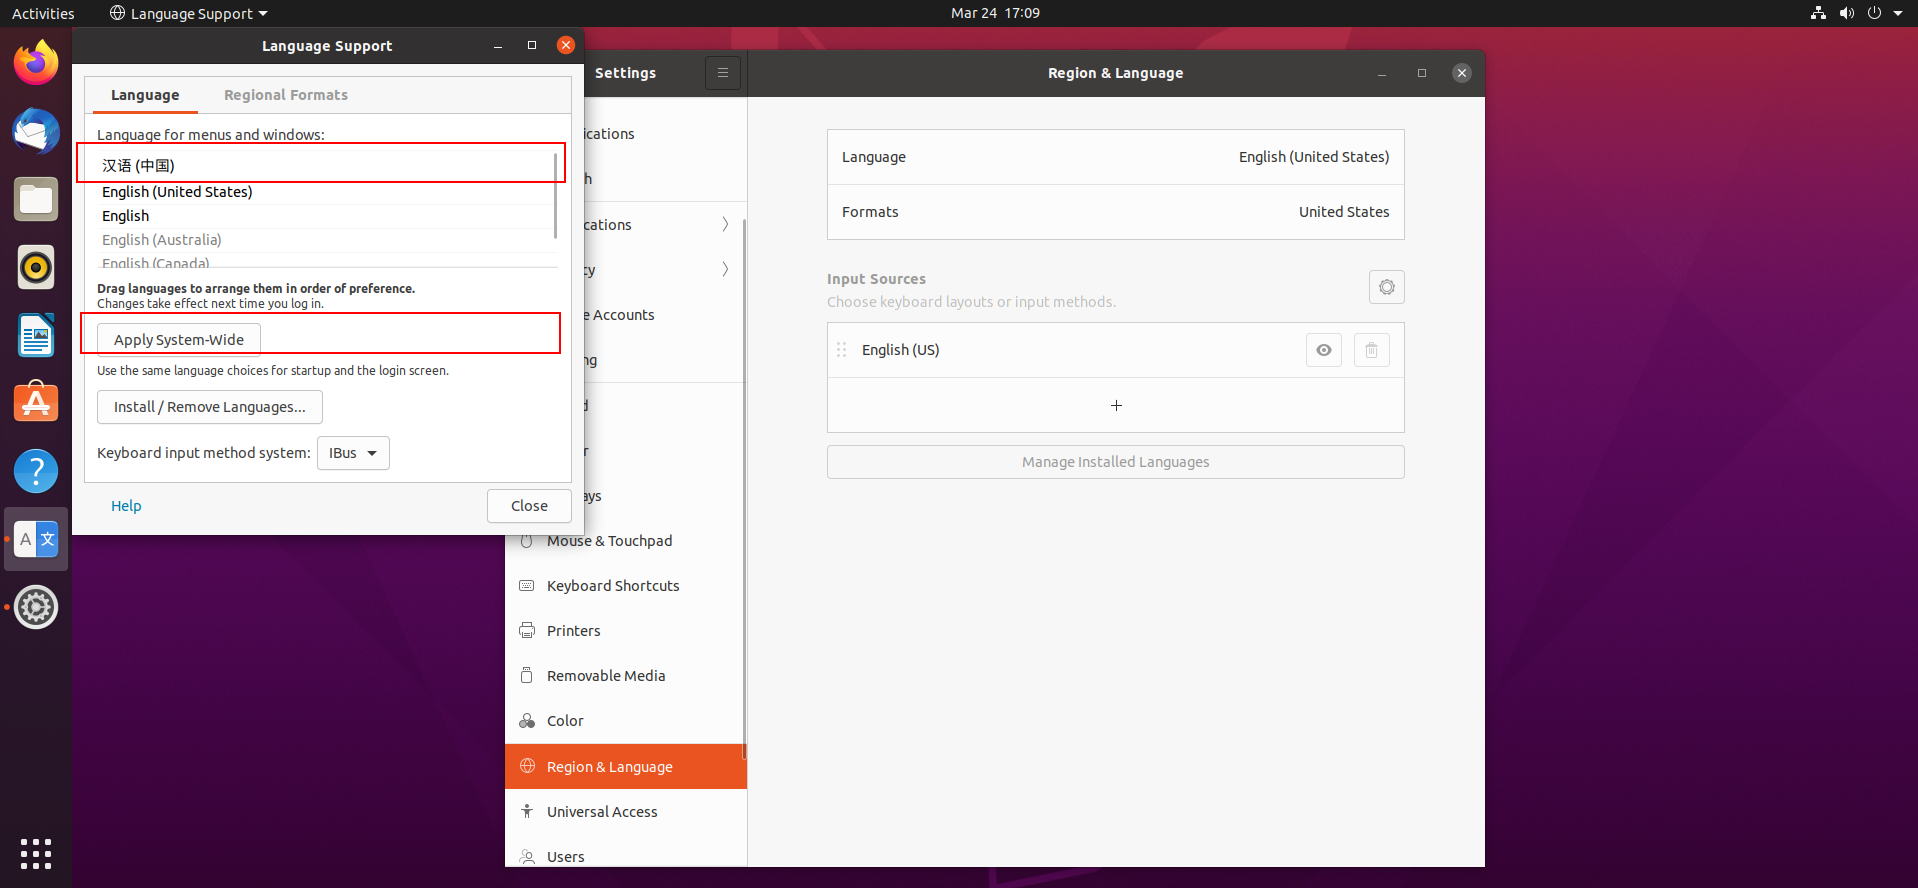 Activities
Language Support
Mar 24 17:09
Language Support
Language
Regional Formats
Language for menus and windows:
汉语 (中国)
English (United States)
English
English (Australia)
English (Canada)
Drag languages to arrange them in order of preference.
Changes take effect next time you log in.
Apply System-Wide
Use the same language choices for startup and the login screen.
Install / Remove Languages...
Keyboard input method system:
IBus
Help
Close
Settings
ications
h
cations
cy
e Accounts
ng
d
r
ays
Mouse & Touchpad
Keyboard Shortcuts
Printers
Removable Media
Color
Region & Language
Universal Access
Users
Region & Language
Language
English (United States)
Formats
United States
Input Sources
Choose keyboard layouts or input methods.
English (US)
Manage Installed Languages
A 文